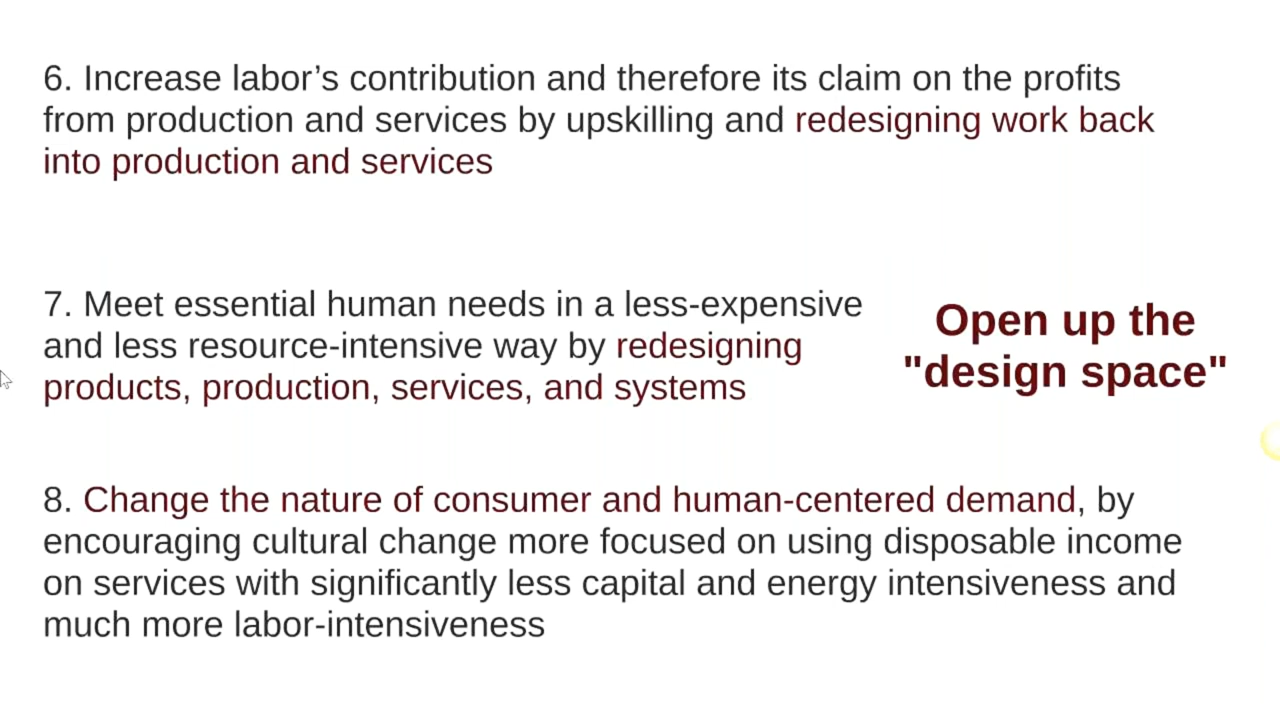 6. Increase labor’s contribution and therefore its claim on the profits
from production and services by upskilling and redesigning work back
into production and services
7. Meet essential human needs in a less-expensive
and less resource-intensive way by redesigning
products, production, services, and systems
Open up the
"design space"
8. Change the nature of consumer and human-centered demand, by
encouraging cultural change more focused on using disposable income
on services with significantly less capital and energy intensiveness and
much more labor-intensiveness